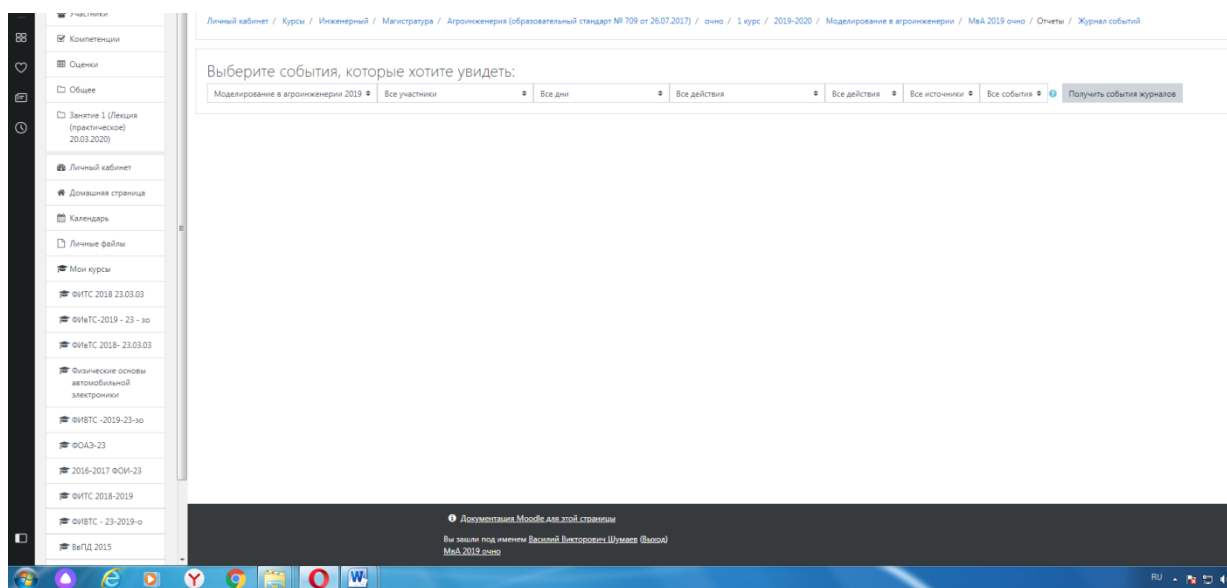 Участники
Личный кабинет / Курсы / Инженерный / Магистратура / Агроинженерия (образовательный стандарт № 709 от 26.07.2017) / очно / 1 курс / 2019-2020 / Моделирование в агроинженерии / МвА 2019 очно / Отчеты / Журнал событий
Компетенции
Оценки
Общее
Занятие 1 (Лекция
(практическое)
20.03.2020)
Личный кабинет
Домашняя страница
Календарь
Личные файлы
Мои курсы
ФИТС 2018 23.03.03
ФИвТС-2019 - 23 - зо
ФИвТС 2018- 23.03.03
Физические основы
автомобильной
электроники
ФИВТС -2019-23-зо
ФОАЭ-23
2016-2017 ФОИ-23
ФИТС 2018-2019
ФИВТС - 23-2019-о
ВвПД 2015
Выберите события, которые хотите увидеть:
Моделирование в агроинженерии 2019 Все участники Все дни Все действия Все действия Все источники Все события Получить события журналов
Документация Moodle для этой страницы
Вы зашли под именем Василий Викторович Шумаев (Выход)
МвА 2019 очно
RU